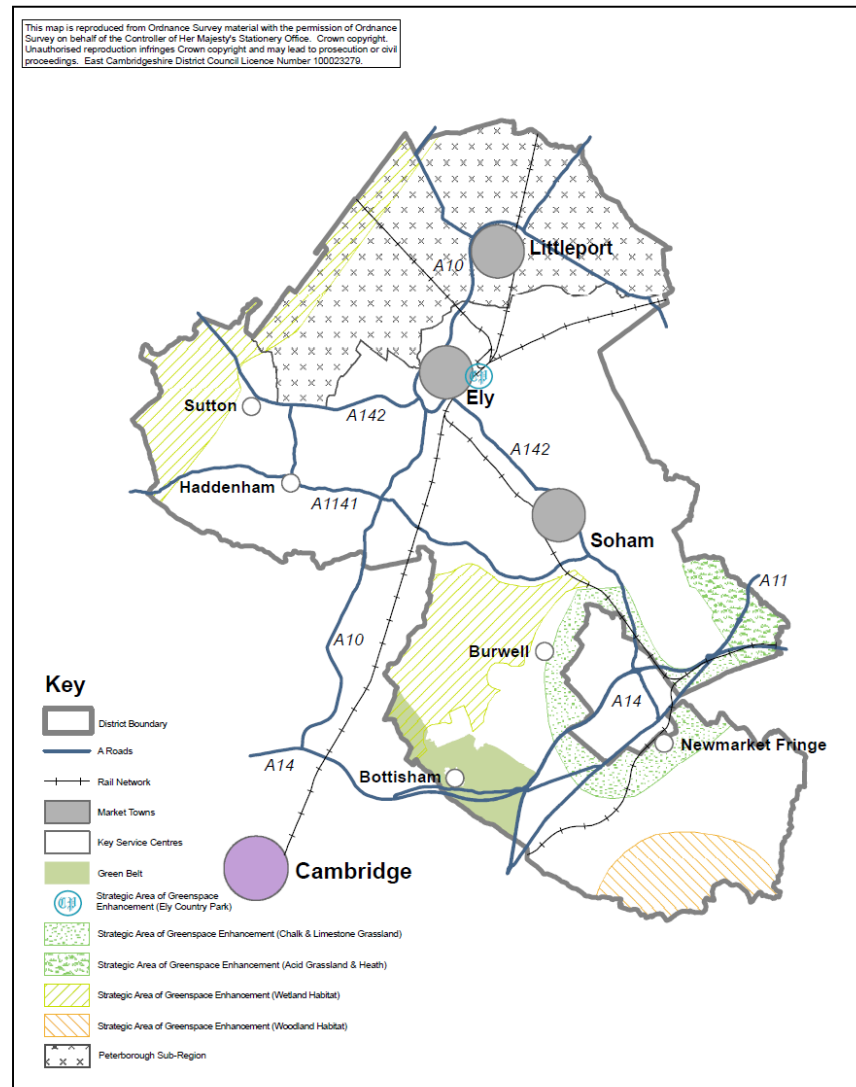 This map is reproduced from Ordnance Survey material with the permission of Ordnance
Survey on behalf of the Controller of Her Majesty's Stationery Office. Crown copyright.
Unauthorised reproduction infringes Crown copyright and may lead to prosecution or civil
proceedings. East Cambridgeshire District Council Licence Number 100023279.
Littleport
A10
Ely
CP
Sutton
A142
A142
Haddenham
A1141
Soham
A11
A10
Burwell
A14
Newmarket Fringe
A14
Bottisham
Cambridge
Key
District Boundary
A Roads
Rail Network
Market Towns
Key Service Centres
Green Belt
CP
Strategic Area of Greenspace
Enhancement (Ely Country Park)
Strategic Area of Greenspace Enhancement (Chalk & Limestone Grassland)
Strategic Area of Greenspace Enhancement (Acid Grassland & Heath)
Strategic Area of Greenspace Enhancement (Wetland Habitat)
Strategic Area of Greenspace Enhancement (Woodland Habitat)
Peterborough Sub-Region